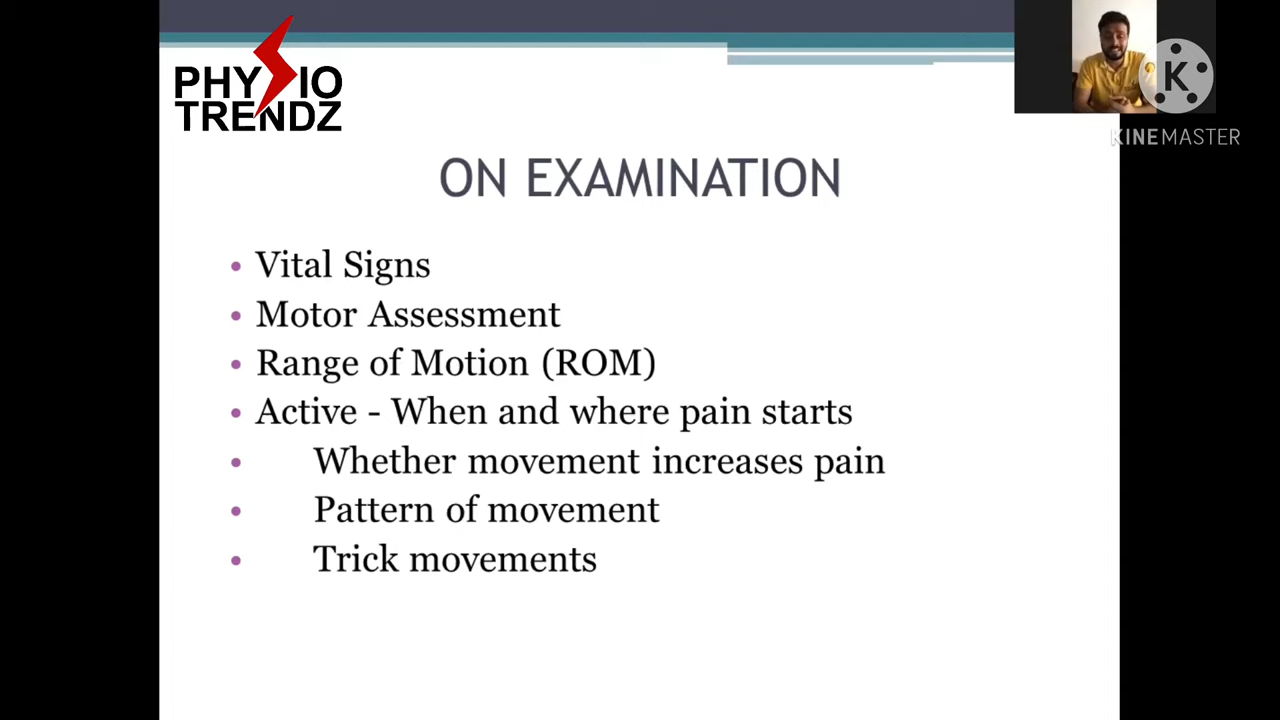 PHYSIO
TRENDZ
K
KINEMASTER
ON EXAMINATION
• Vital Signs
• Motor Assessment
• Range of Motion (ROM)
• Active - When and where pain starts
• Whether movement increases pain
• Pattern of movement
• Trick movements